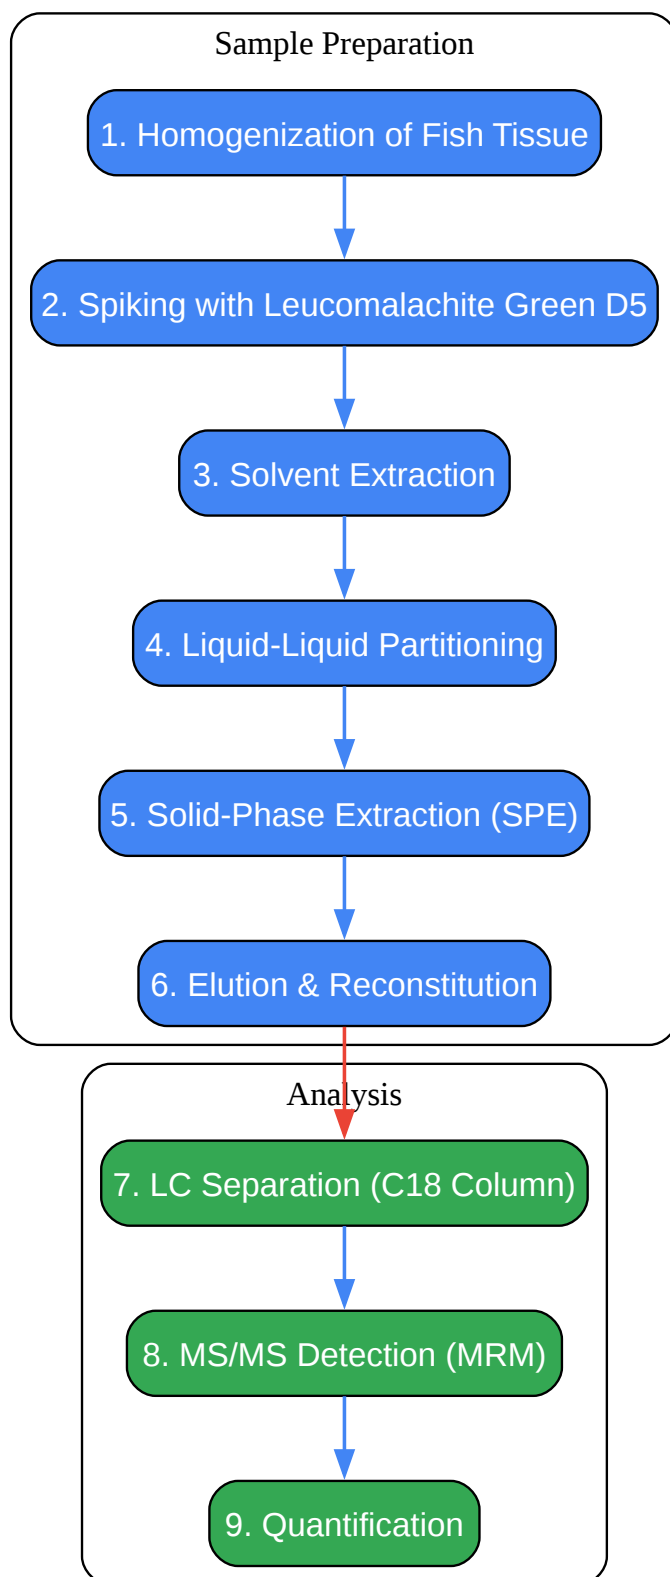 Sample Preparation
1. Homogenization of Fish Tissue
2. Spiking with Leucomalachite Green D5
3. Solvent Extraction
4. Liquid-Liquid Partitioning
5. Solid-Phase Extraction (SPE)
6. Elution & Reconstitution
Analysis
7. LC Separation (C18 Column)
8. MS/MS Detection (MRM)
9. Quantification